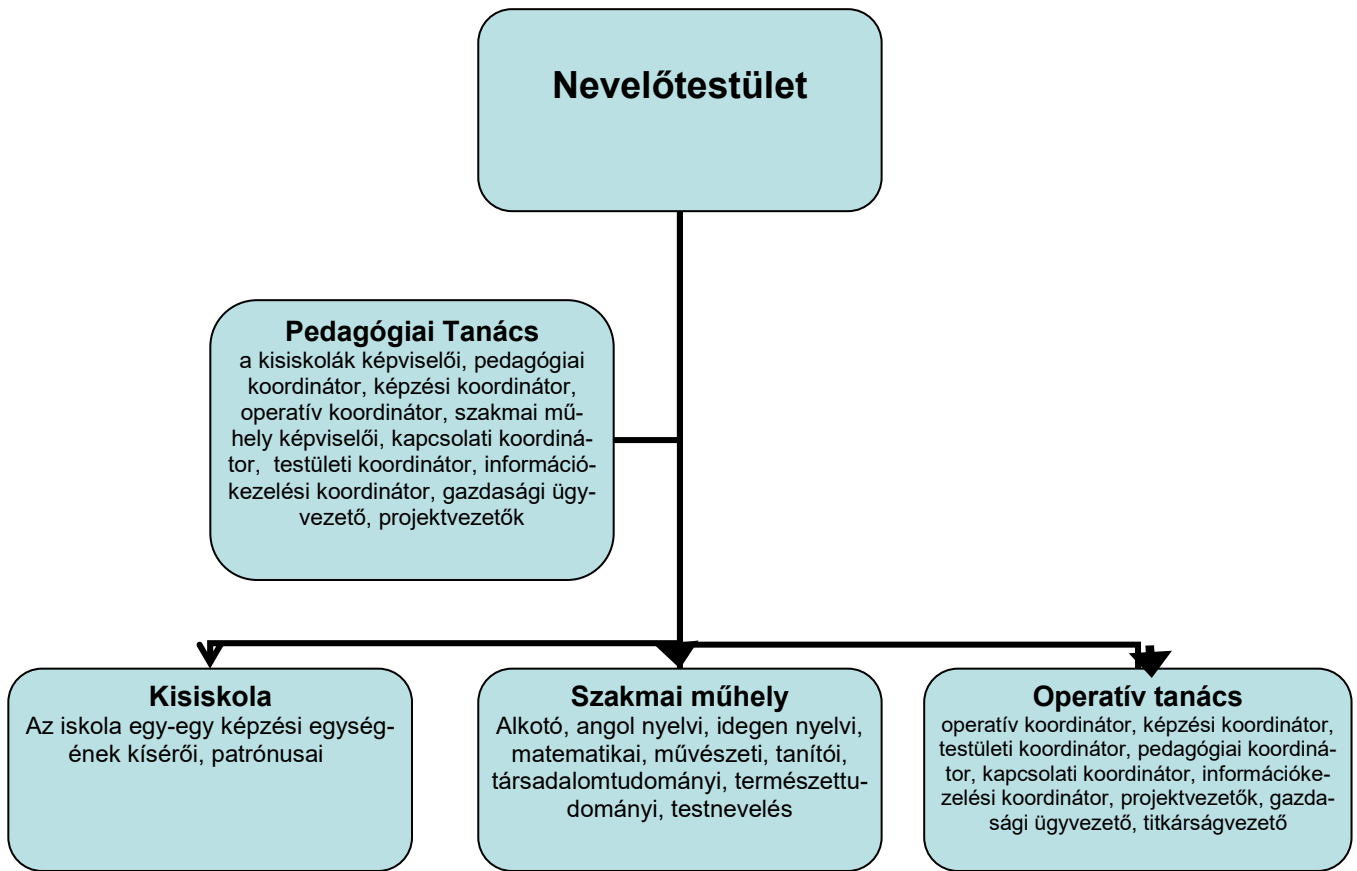 Nevelőtestület
Pedagógiai Tanács
a kisiskolák képviselői, pedagógiai
koordinátor, képzési koordinátor,
operatív koordinátor, szakmai mű-
hely képviselői, kapcsolati koordiná-
tor,  testületi koordinátor, információ-
kezelési koordinátor, gazdasági ügy-
vezető, projektvezetők
Kisiskola
Az iskola egy-egy képzési egység-
ének kísérői, patrónusai
Szakmai műhely
Alkotó, angol nyelvi, idegen nyelvi,
matematikai, művészeti, tanítói,
társadalomtudományi, természettu-
dományi, testnevelés
Operatív tanács
operatív koordinátor, képzési koordinátor,
testületi koordinátor, pedagógiai koordiná-
tor, kapcsolati koordinátor, információke-
zelési koordinátor, projektvezetők, gazda-
sági ügyvezető, titkárságvezető